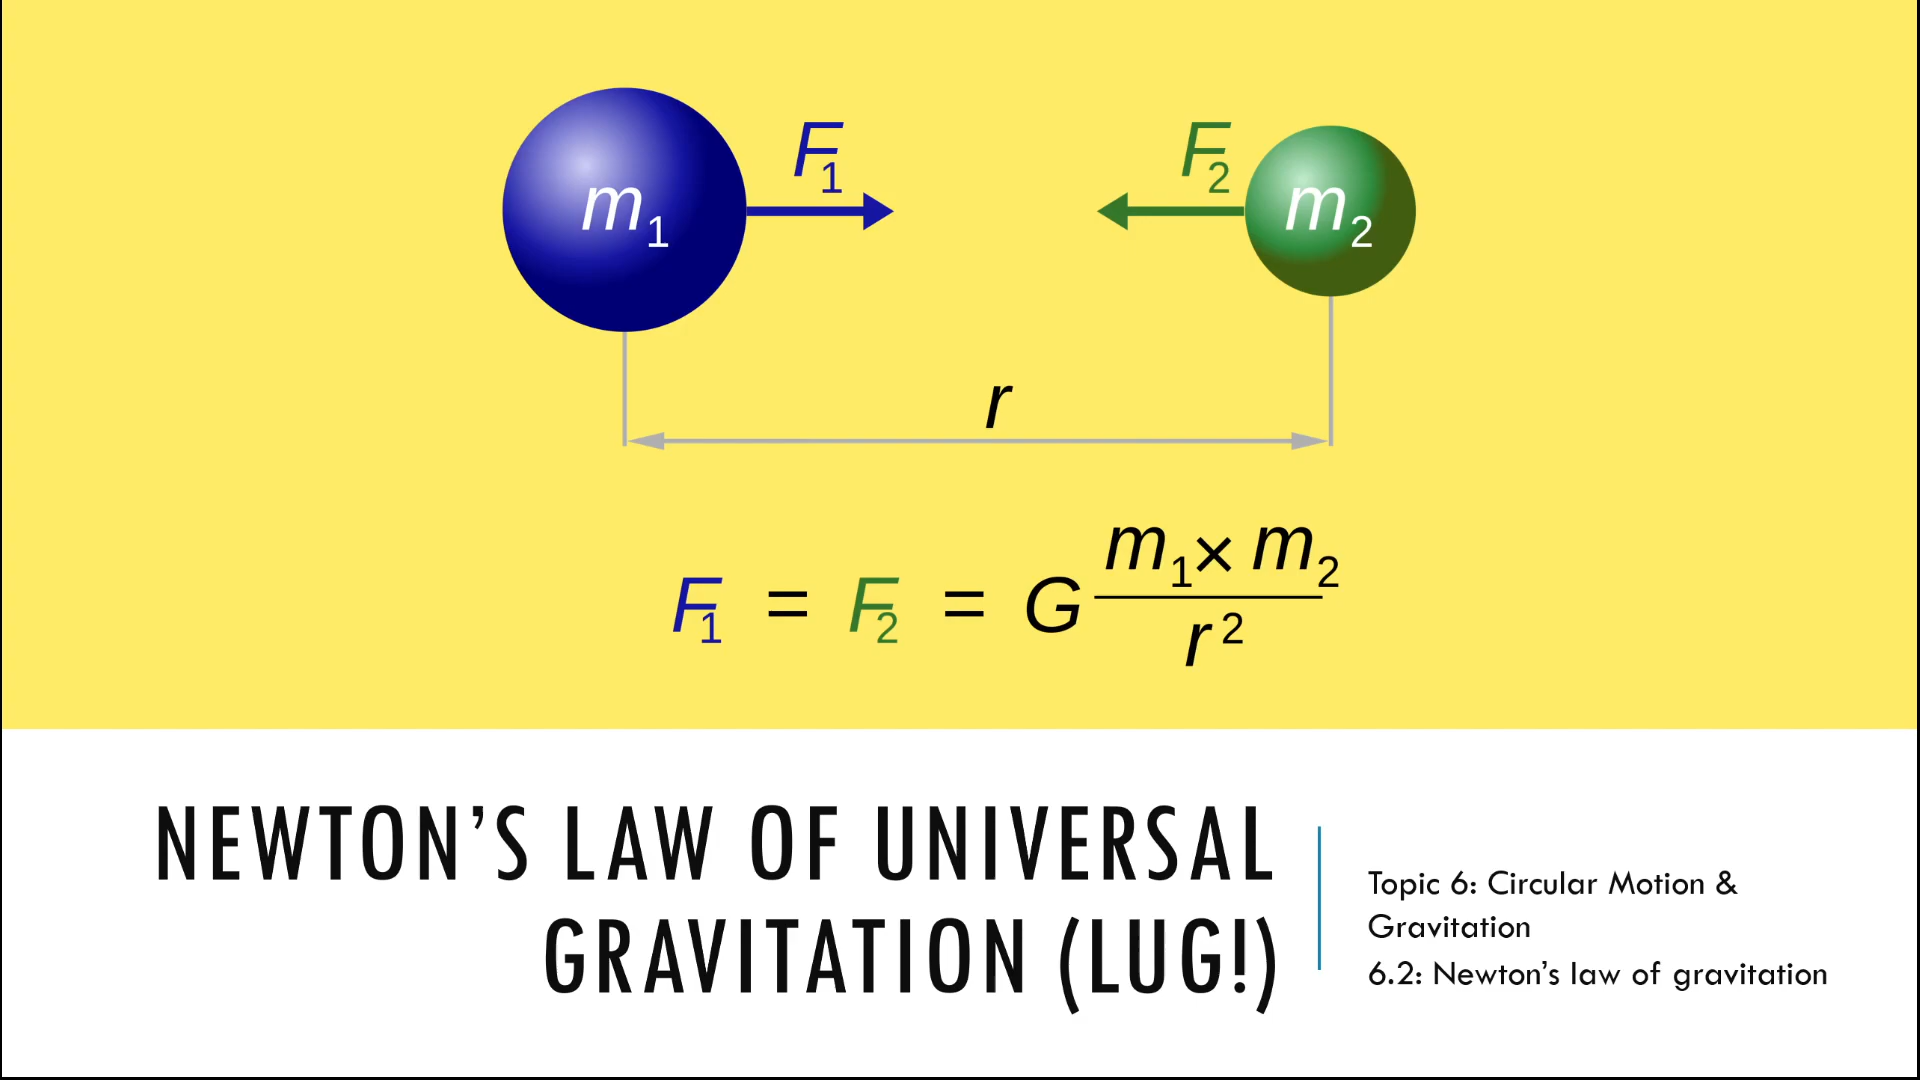 F1 F2
m1 m2
r
F1 = F2 = G m1 × m2 / r²
NEWTON’S LAW OF UNIVERSAL
GRAVITATION (LUG!)
Topic 6: Circular Motion &
Gravitation
6.2: Newton’s law of gravitation